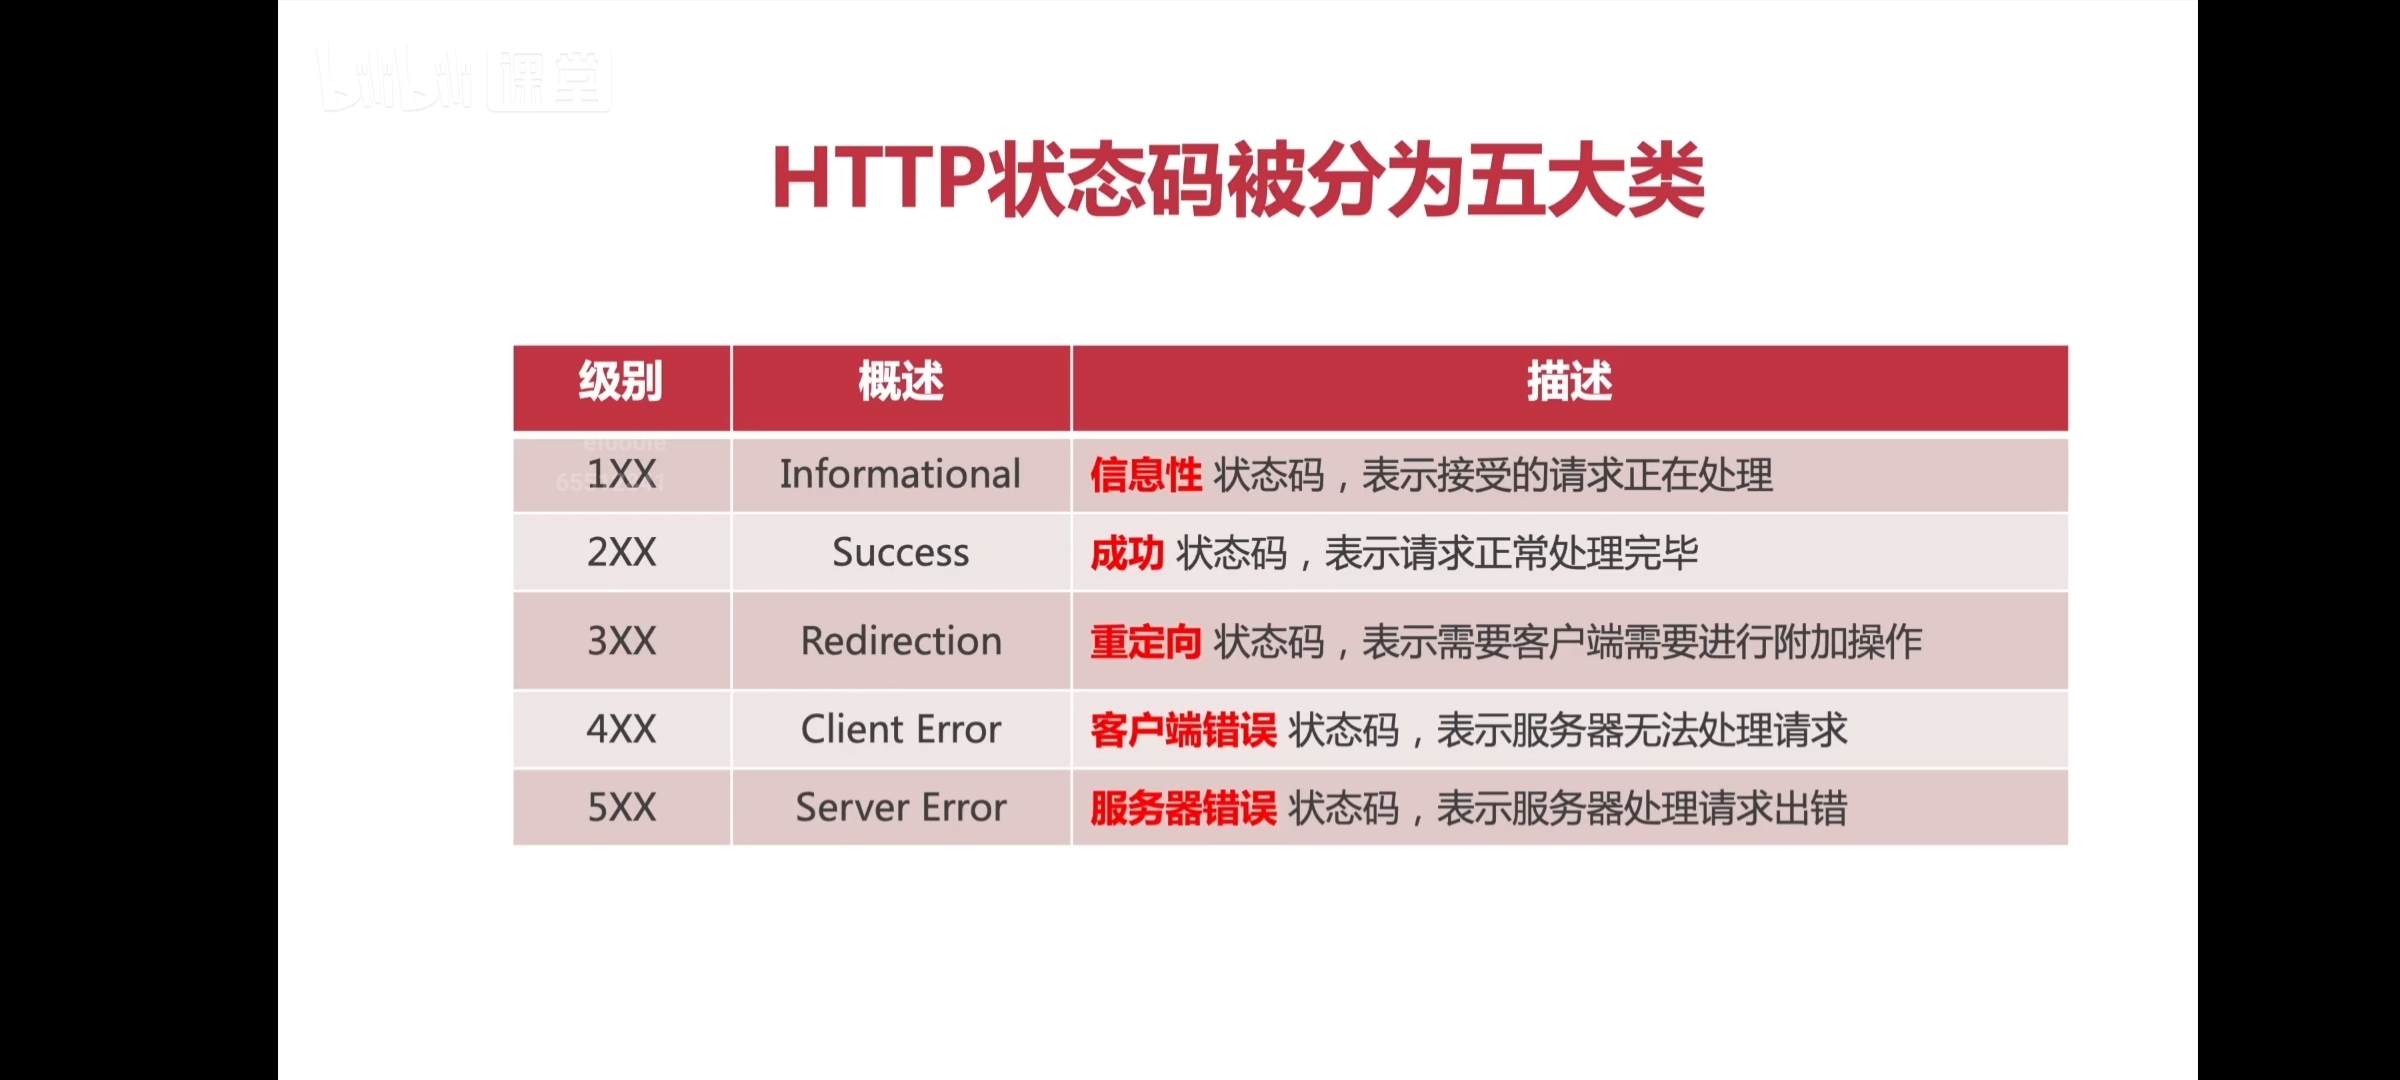 bilibili 课堂
HTTP状态码被分为五大类
级别 概述 描述
1XX Informational 信息性 状态码，表示接受的请求正在处理
2XX Success 成功 状态码，表示请求正常处理完毕
3XX Redirection 重定向 状态码，表示需要客户端需要进行附加操作
4XX Client Error 客户端错误 状态码，表示服务器无法处理请求
5XX Server Error 服务器错误 状态码，表示服务器处理请求出错